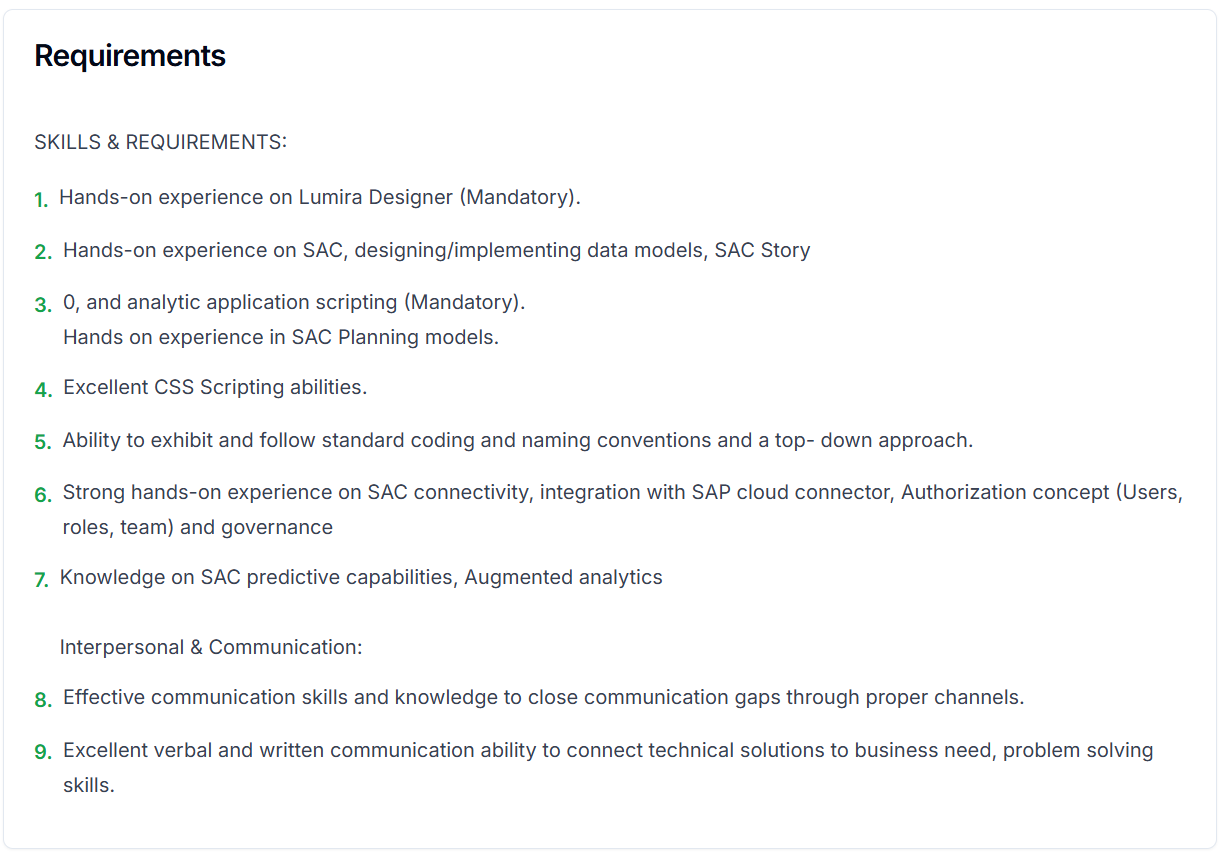 Requirements
SKILLS & REQUIREMENTS:
1. Hands-on experience on Lumira Designer (Mandatory).
2. Hands-on experience on SAC, designing/implementing data models, SAC Story
3. 0, and analytic application scripting (Mandatory).
Hands on experience in SAC Planning models.
4. Excellent CSS Scripting abilities.
5. Ability to exhibit and follow standard coding and naming conventions and a top- down approach.
6. Strong hands-on experience on SAC connectivity, integration with SAP cloud connector, Authorization concept (Users,
roles, team) and governance
7. Knowledge on SAC predictive capabilities, Augmented analytics
Interpersonal & Communication:
8. Effective communication skills and knowledge to close communication gaps through proper channels.
9. Excellent verbal and written communication ability to connect technical solutions to business need, problem solving
skills.